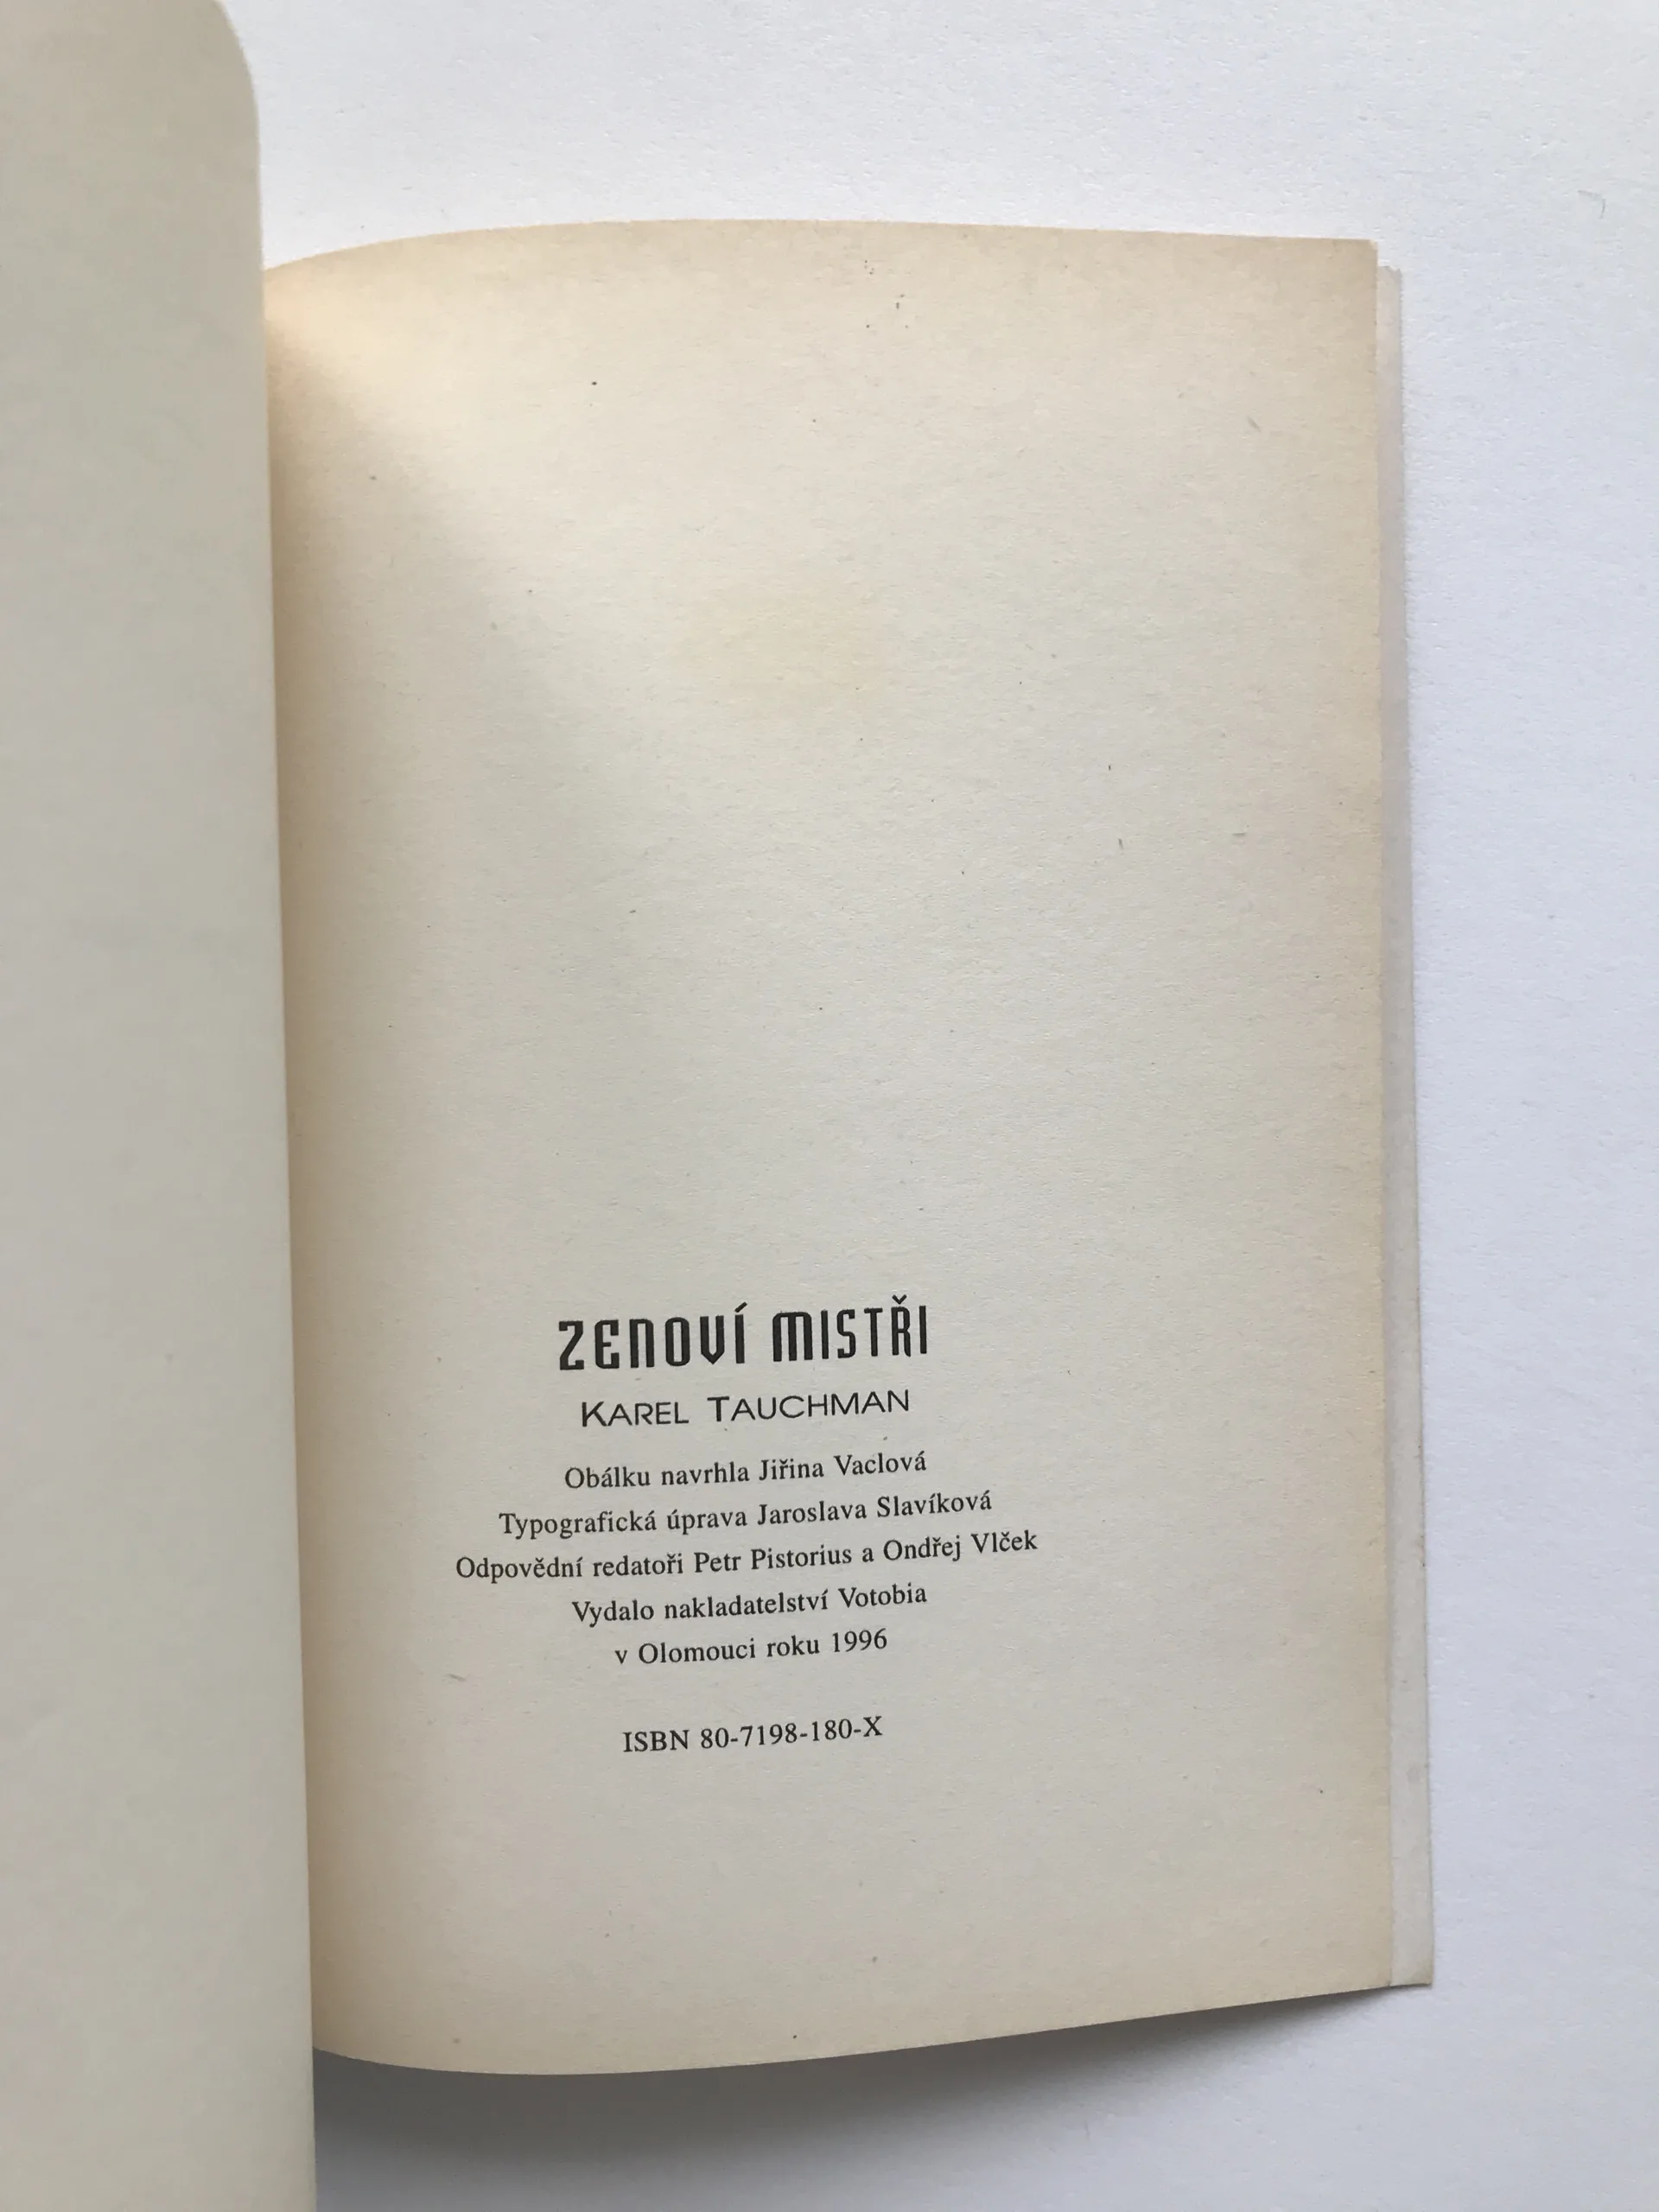 ZENOVÍ MISTŘI
KAREL TAUCHMAN
Obálku navrhla Jiřina Vaclová
Typografická úprava Jaroslava Slavíková
Odpovědní redatoři Petr Pistorius a Ondřej Vlček
Vydalo nakladatelství Votobia
v Olomouci roku 1996
ISBN 80-7198-180-X